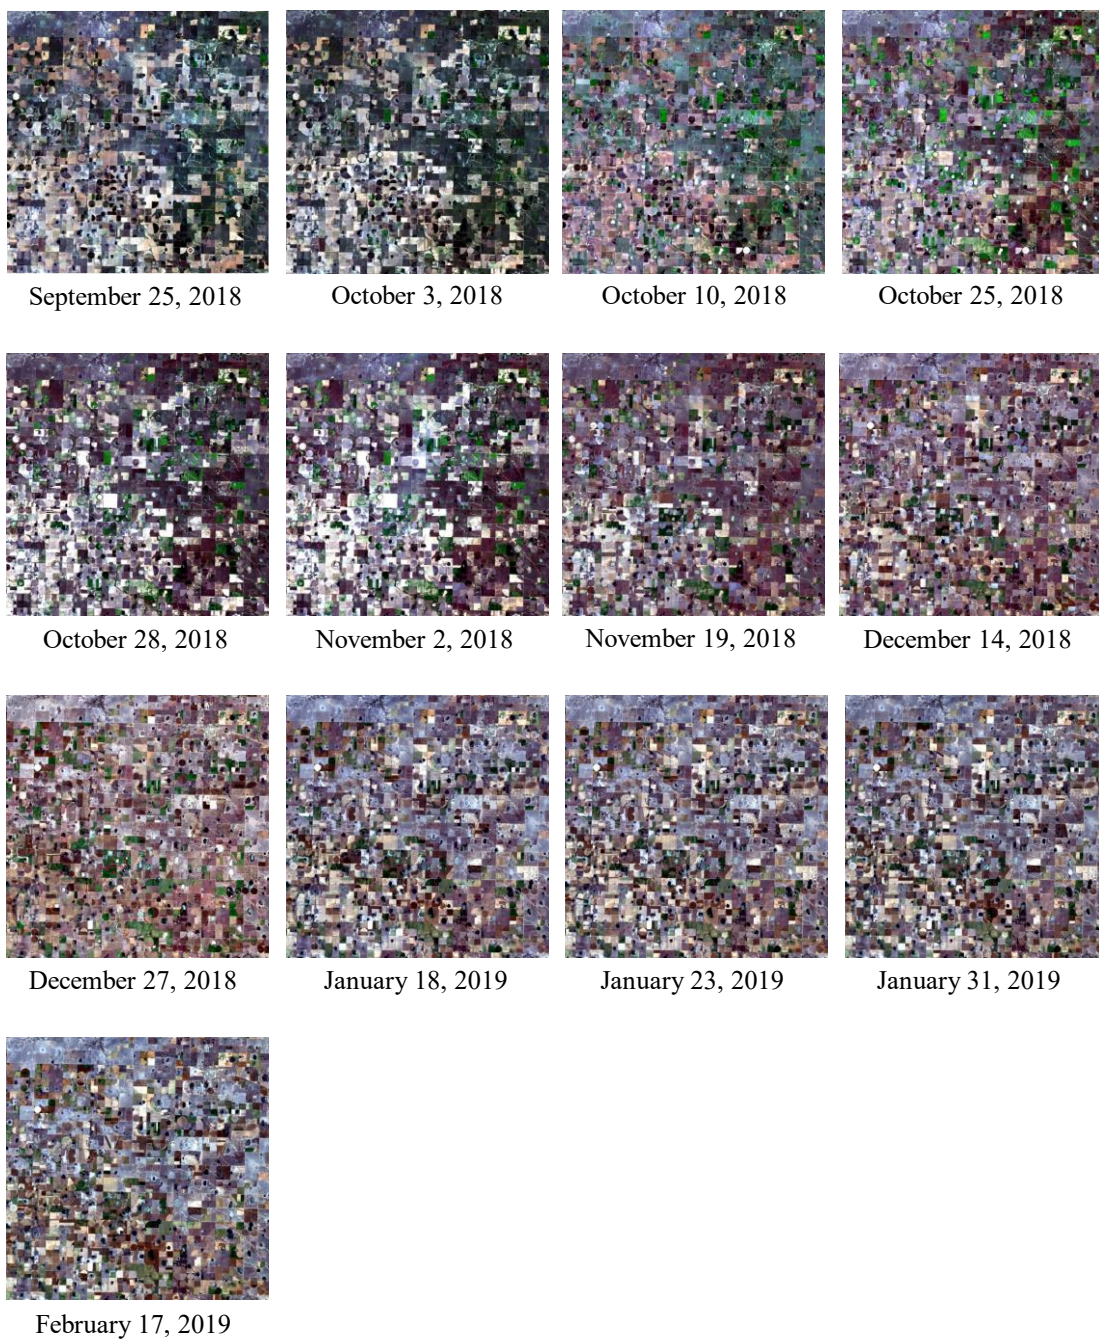 September 25, 2018
October 3, 2018
October 10, 2018
October 25, 2018
October 28, 2018
November 2, 2018
November 19, 2018
December 14, 2018
December 27, 2018
January 18, 2019
January 23, 2019
January 31, 2019
February 17, 2019